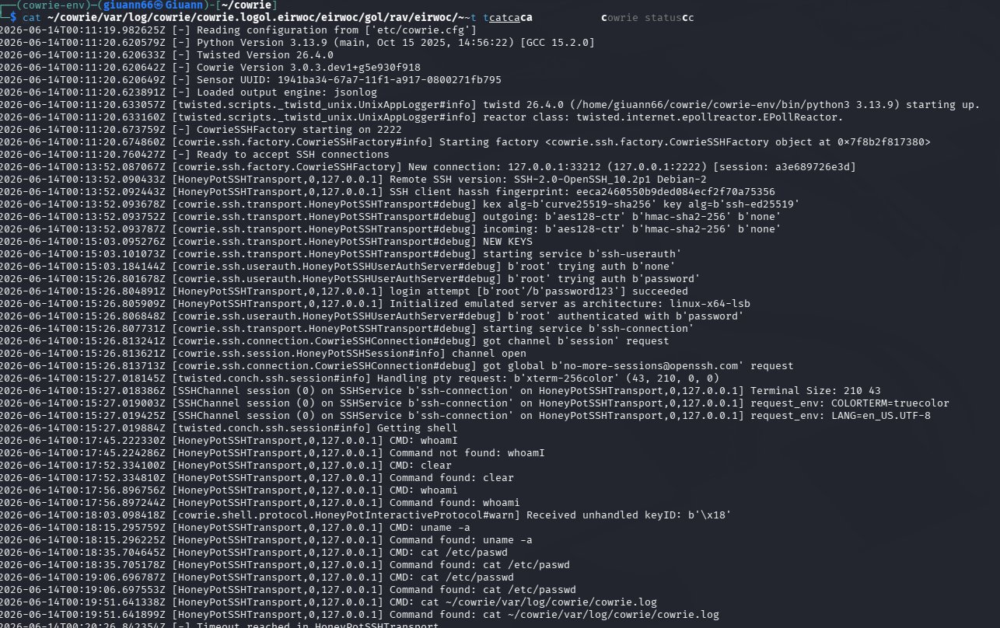 ┌──(cowrie-env)─(giuann66㉿Giuann)-[~/cowrie]
└─$ cat ~/cowrie/var/log/cowrie/cowrie.logol.eirwoc/eirwoc/gol/rav/eirwoc/~~t tcatcaca cowrie statuscc
2026-06-14T00:11:19.982625Z [-] Reading configuration from ['etc/cowrie.cfg']
2026-06-14T00:11:20.620579Z [-] Python Version 3.13.9 (main, Oct 15 2025, 14:56:22) [GCC 15.2.0]
2026-06-14T00:11:20.620633Z [-] Twisted Version 26.4.0
2026-06-14T00:11:20.620642Z [-] Cowrie Version 3.0.3.dev1+g5e930f918
2026-06-14T00:11:20.620649Z [-] Sensor UUID: 1941ba34-67a7-11f1-a917-0800271fb795
2026-06-14T00:11:20.623891Z [-] Loaded output engine: jsonlog
2026-06-14T00:11:20.633057Z [twisted.scripts._twistd_unix.UnixAppLogger#info] twistd 26.4.0 (/home/giuann66/cowrie/cowrie-env/bin/python3 3.13.9) starting up.
2026-06-14T00:11:20.633160Z [twisted.scripts._twistd_unix.UnixAppLogger#info] reactor class: twisted.internet.epollreactor.EPollReactor.
2026-06-14T00:11:20.673759Z [-] CowrieSSHFactory starting on 2222
2026-06-14T00:11:20.674860Z [cowrie.ssh.factory.CowrieSSHFactory#info] Starting factory <cowrie.ssh.factory.CowrieSSHFactory object at 0×7f8b2f817380>
2026-06-14T00:11:20.760427Z [-] Ready to accept SSH connections
2026-06-14T00:13:52.087067Z [cowrie.ssh.factory.CowrieSSHFactory] New connection: 127.0.0.1:33212 (127.0.0.1:2222) [session: a3e689726e3d]
2026-06-14T00:13:52.090433Z [HoneyPotSSHTransport,0,127.0.0.1] Remote SSH version: SSH-2.0-OpenSSH_10.2p1 Debian-2
2026-06-14T00:13:52.092443Z [HoneyPotSSHTransport,0,127.0.0.1] SSH client hassh fingerprint: eeca2460550b9ded084ecf2f70a75356
2026-06-14T00:13:52.093678Z [cowrie.ssh.transport.HoneyPotSSHTransport#debug] kex alg=b'curve25519-sha256' key alg=b'ssh-ed25519'
2026-06-14T00:13:52.093752Z [cowrie.ssh.transport.HoneyPotSSHTransport#debug] outgoing: b'aes128-ctr' b'hmac-sha2-256' b'none'
2026-06-14T00:13:52.093787Z [cowrie.ssh.transport.HoneyPotSSHTransport#debug] incoming: b'aes128-ctr' b'hmac-sha2-256' b'none'
2026-06-14T00:15:03.095276Z [cowrie.ssh.transport.HoneyPotSSHTransport#debug] NEW KEYS
2026-06-14T00:15:03.101073Z [cowrie.ssh.transport.HoneyPotSSHTransport#debug] starting service b'ssh-userauth'
2026-06-14T00:15:03.184144Z [cowrie.ssh.userauth.HoneyPotSSHUserAuthServer#debug] b'root' trying auth b'none'
2026-06-14T00:15:26.801678Z [cowrie.ssh.userauth.HoneyPotSSHUserAuthServer#debug] b'root' trying auth b'password'
2026-06-14T00:15:26.804891Z [HoneyPotSSHTransport,0,127.0.0.1] login attempt [b'root'/b'password123'] succeeded
2026-06-14T00:15:26.805909Z [HoneyPotSSHTransport,0,127.0.0.1] Initialized emulated server as architecture: linux-x64-lsb
2026-06-14T00:15:26.806848Z [cowrie.ssh.userauth.HoneyPotSSHUserAuthServer#debug] b'root' authenticated with b'password'
2026-06-14T00:15:26.807731Z [cowrie.ssh.transport.HoneyPotSSHTransport#debug] starting service b'ssh-connection'
2026-06-14T00:15:26.813241Z [cowrie.ssh.connection.CowrieSSHConnection#debug] got channel b'session' request
2026-06-14T00:15:26.813621Z [cowrie.ssh.session.HoneyPotSSHSession#info] channel open
2026-06-14T00:15:26.813713Z [cowrie.ssh.connection.CowrieSSHConnection#debug] got global b'no-more-sessions@openssh.com' request
2026-06-14T00:15:27.018145Z [twisted.conch.ssh.session#info] Handling pty request: b'xterm-256color' (43, 210, 0, 0)
2026-06-14T00:15:27.018386Z [SSHChannel session (0) on SSHService b'ssh-connection' on HoneyPotSSHTransport,0,127.0.0.1] Terminal Size: 210 43
2026-06-14T00:15:27.019003Z [SSHChannel session (0) on SSHService b'ssh-connection' on HoneyPotSSHTransport,0,127.0.0.1] request_env: COLORTERM=truecolor
2026-06-14T00:15:27.019425Z [SSHChannel session (0) on SSHService b'ssh-connection' on HoneyPotSSHTransport,0,127.0.0.1] request_env: LANG=en_US.UTF-8
2026-06-14T00:15:27.019884Z [twisted.conch.ssh.session#info] Getting shell
2026-06-14T00:17:45.222330Z [HoneyPotSSHTransport,0,127.0.0.1] CMD: whoamI
2026-06-14T00:17:45.224286Z [HoneyPotSSHTransport,0,127.0.0.1] Command not found: whoamI
2026-06-14T00:17:52.334100Z [HoneyPotSSHTransport,0,127.0.0.1] CMD: clear
2026-06-14T00:17:52.334810Z [HoneyPotSSHTransport,0,127.0.0.1] Command found: clear
2026-06-14T00:17:56.896756Z [HoneyPotSSHTransport,0,127.0.0.1] CMD: whoami
2026-06-14T00:17:56.897244Z [HoneyPotSSHTransport,0,127.0.0.1] Command found: whoami
2026-06-14T00:18:03.098418Z [cowrie.shell.protocol.HoneyPotInteractiveProtocol#warn] Received unhandled keyID: b'\x18'
2026-06-14T00:18:15.295759Z [HoneyPotSSHTransport,0,127.0.0.1] CMD: uname -a
2026-06-14T00:18:15.296225Z [HoneyPotSSHTransport,0,127.0.0.1] Command found: uname -a
2026-06-14T00:18:35.704645Z [HoneyPotSSHTransport,0,127.0.0.1] CMD: cat /etc/paswd
2026-06-14T00:18:35.705178Z [HoneyPotSSHTransport,0,127.0.0.1] Command found: cat /etc/paswd
2026-06-14T00:19:06.696787Z [HoneyPotSSHTransport,0,127.0.0.1] CMD: cat /etc/passwd
2026-06-14T00:19:06.697553Z [HoneyPotSSHTransport,0,127.0.0.1] Command found: cat /etc/passwd
2026-06-14T00:19:51.641338Z [HoneyPotSSHTransport,0,127.0.0.1] CMD: cat ~/cowrie/var/log/cowrie/cowrie.log
2026-06-14T00:19:51.641899Z [HoneyPotSSHTransport,0,127.0.0.1] Command found: cat ~/cowrie/var/log/cowrie/cowrie.log
2026-06-14T00:20:26.842354Z [-] Timeout reached in HoneyPotSSHTransport